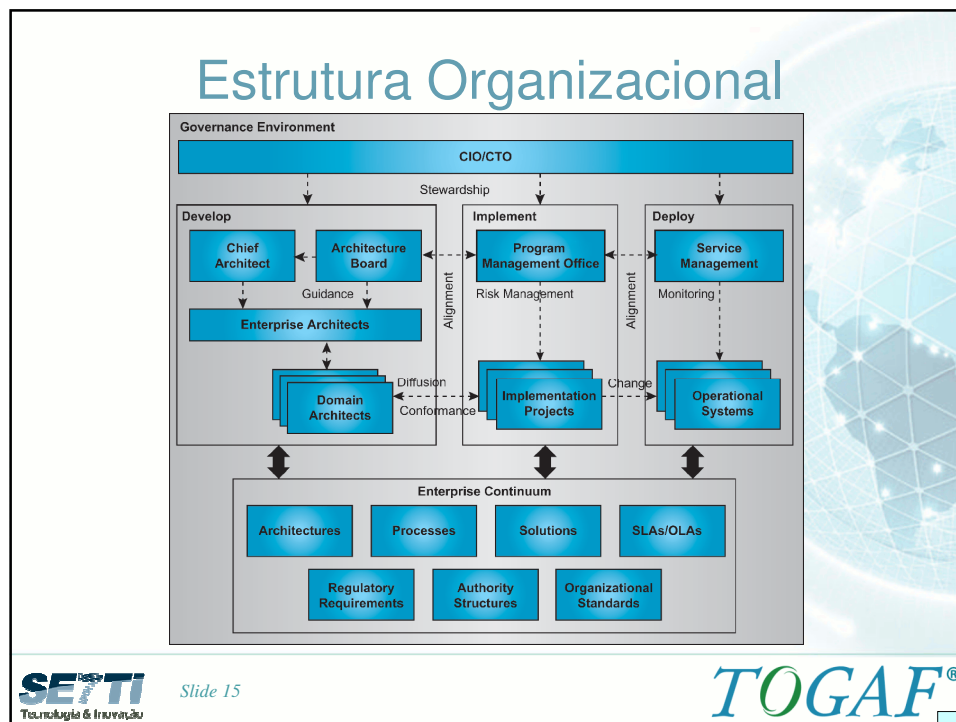 Estrutura Organizacional
Governance Environment
CIO/CTO
Stewardship
Develop
Implement
Deploy
Chief
Architect
Architecture
Board
Program
Management Office
Service
Management
Guidance
Alignment
Risk Management
Alignment
Monitoring
Enterprise Architects
Diffusion
Conformance
Change
Domain
Architects
Implementation
Projects
Operational
Systems
Enterprise Continuum
Architectures
Processes
Solutions
SLAs/OLAs
Regulatory
Requirements
Authority
Structures
Organizational
Standards
SETTI
Tecnologia & Inovação
Slide 15
TOGAF®